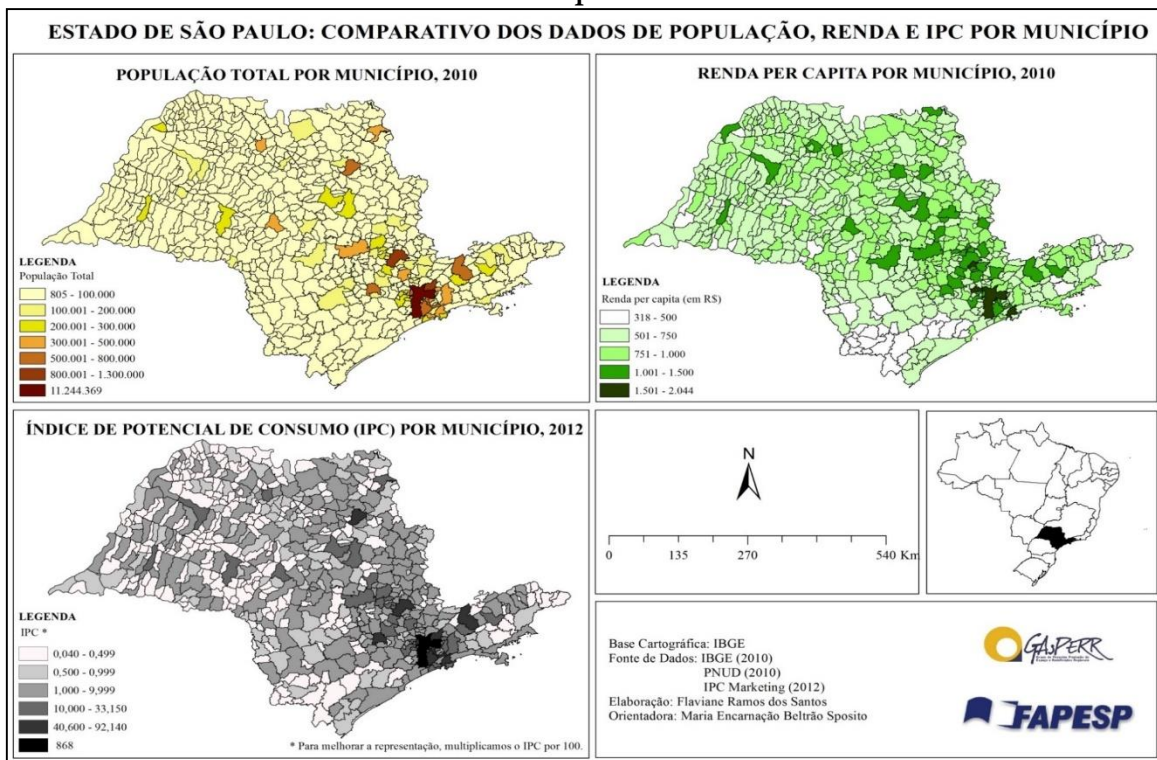 ESTADO DE SÃO PAULO: COMPARATIVO DOS DADOS DE POPULAÇÃO, RENDA E IPC POR MUNICÍPIO
POPULAÇÃO TOTAL POR MUNICÍPIO, 2010
LEGENDA
População Total
805 - 100.000
100.001 - 200.000
200.001 - 300.000
300.001 - 500.000
500.001 - 800.000
800.001 - 1.300.000
11.244.369
RENDA PER CAPITA POR MUNICÍPIO, 2010
LEGENDA
Renda per capita (em R$)
318 - 500
501 - 750
751 - 1.000
1.001 - 1.500
1.501 - 2.044
ÍNDICE DE POTENCIAL DE CONSUMO (IPC) POR MUNICÍPIO, 2012
LEGENDA
IPC *
0,040 - 0,499
0,500 - 0,999
1,000 - 9,999
10,000 - 33,150
40,600 - 92,140
868
* Para melhorar a representação, multiplicamos o IPC por 100.
N
0 135 270 540 Km
Base Cartográfica: IBGE
Fonte de Dados: IBGE (2010)
PNUD (2010)
IPC Marketing (2012)
Elaboração: Flaviane Ramos dos Santos
Orientadora: Maria Encarnação Beltrão Sposito
GAsPERR
FAPESP